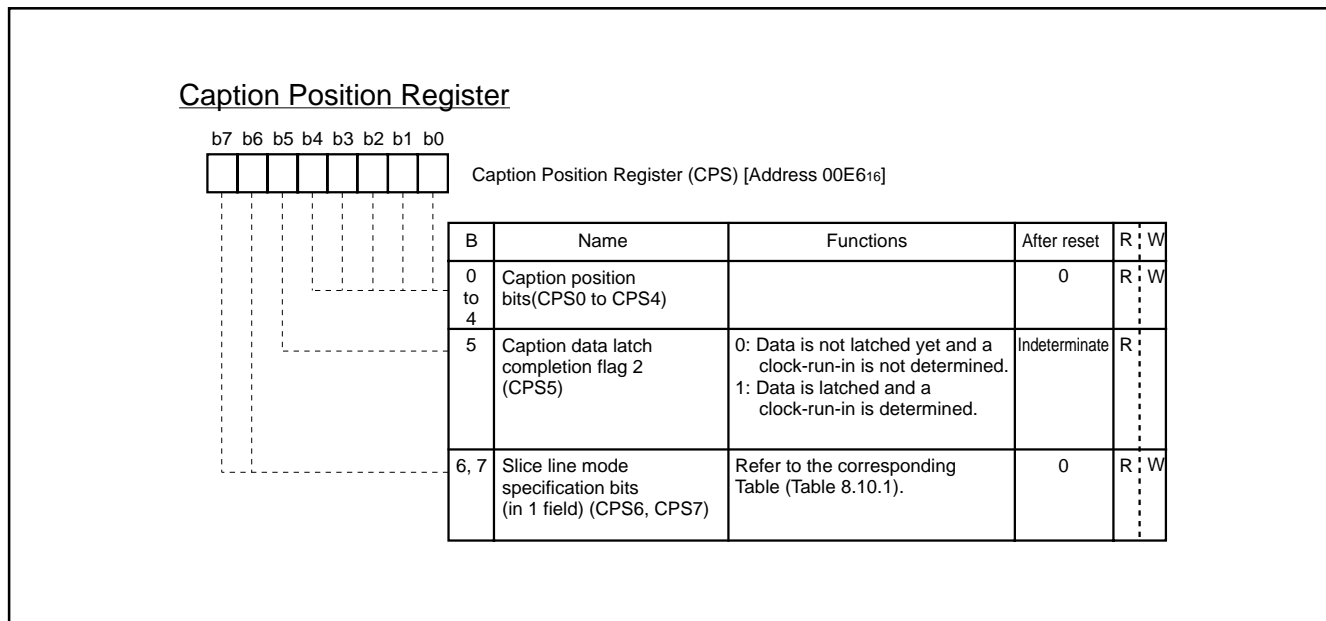 Caption Position Register
b7 b6 b5 b4 b3 b2 b1 b0
Caption Position Register (CPS) [Address 00E616]
B Name Functions After reset R W
0 to 4 Caption position bits(CPS0 to CPS4) 0 R W
5 Caption data latch completion flag 2 (CPS5) 0: Data is not latched yet and a clock-run-in is not determined. 1: Data is latched and a clock-run-in is determined. Indeterminate R
6, 7 Slice line mode specification bits (in 1 field) (CPS6, CPS7) Refer to the corresponding Table (Table 8.10.1). 0 R W